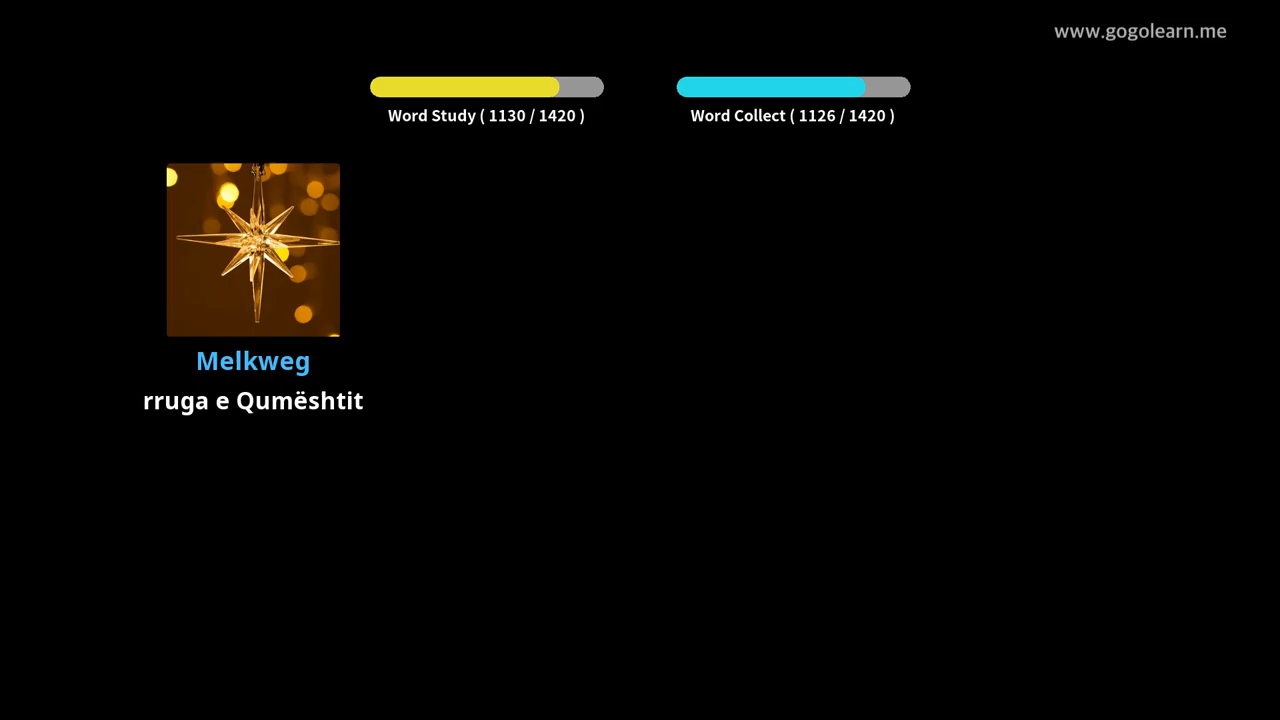 www.gogolearn.me
Word Study ( 1130 / 1420 )
Word Collect ( 1126 / 1420 )
Melkweg
rruga e Qumështit